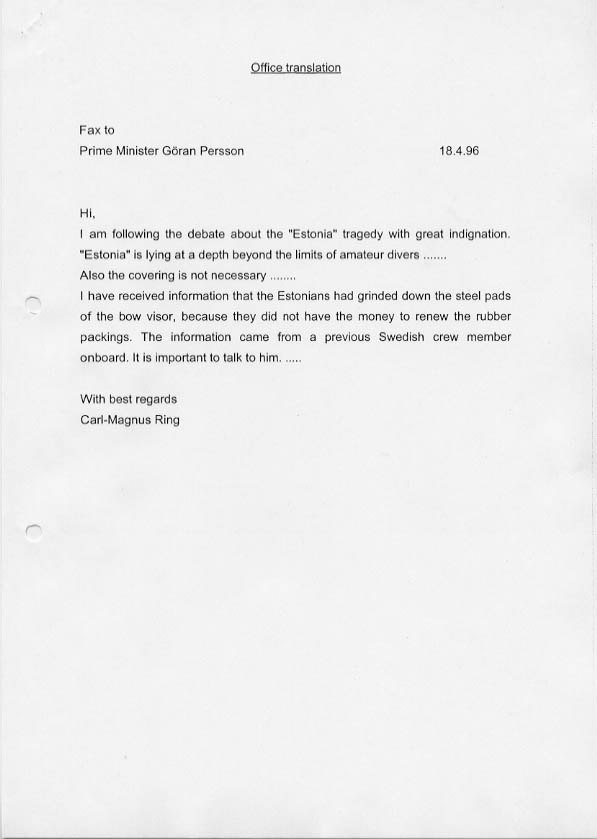 Office translation
Fax to
Prime Minister Göran Persson 18.4.96
Hi,
I am following the debate about the "Estonia" tragedy with great indignation.
"Estonia" is lying at a depth beyond the limits of amateur divers .......
Also the covering is not necessary ........
I have received information that the Estonians had grinded down the steel pads
of the bow visor, because they did not have the money to renew the rubber
packings. The information came from a previous Swedish crew member
onboard. It is important to talk to him. .....
With best regards
Carl-Magnus Ring